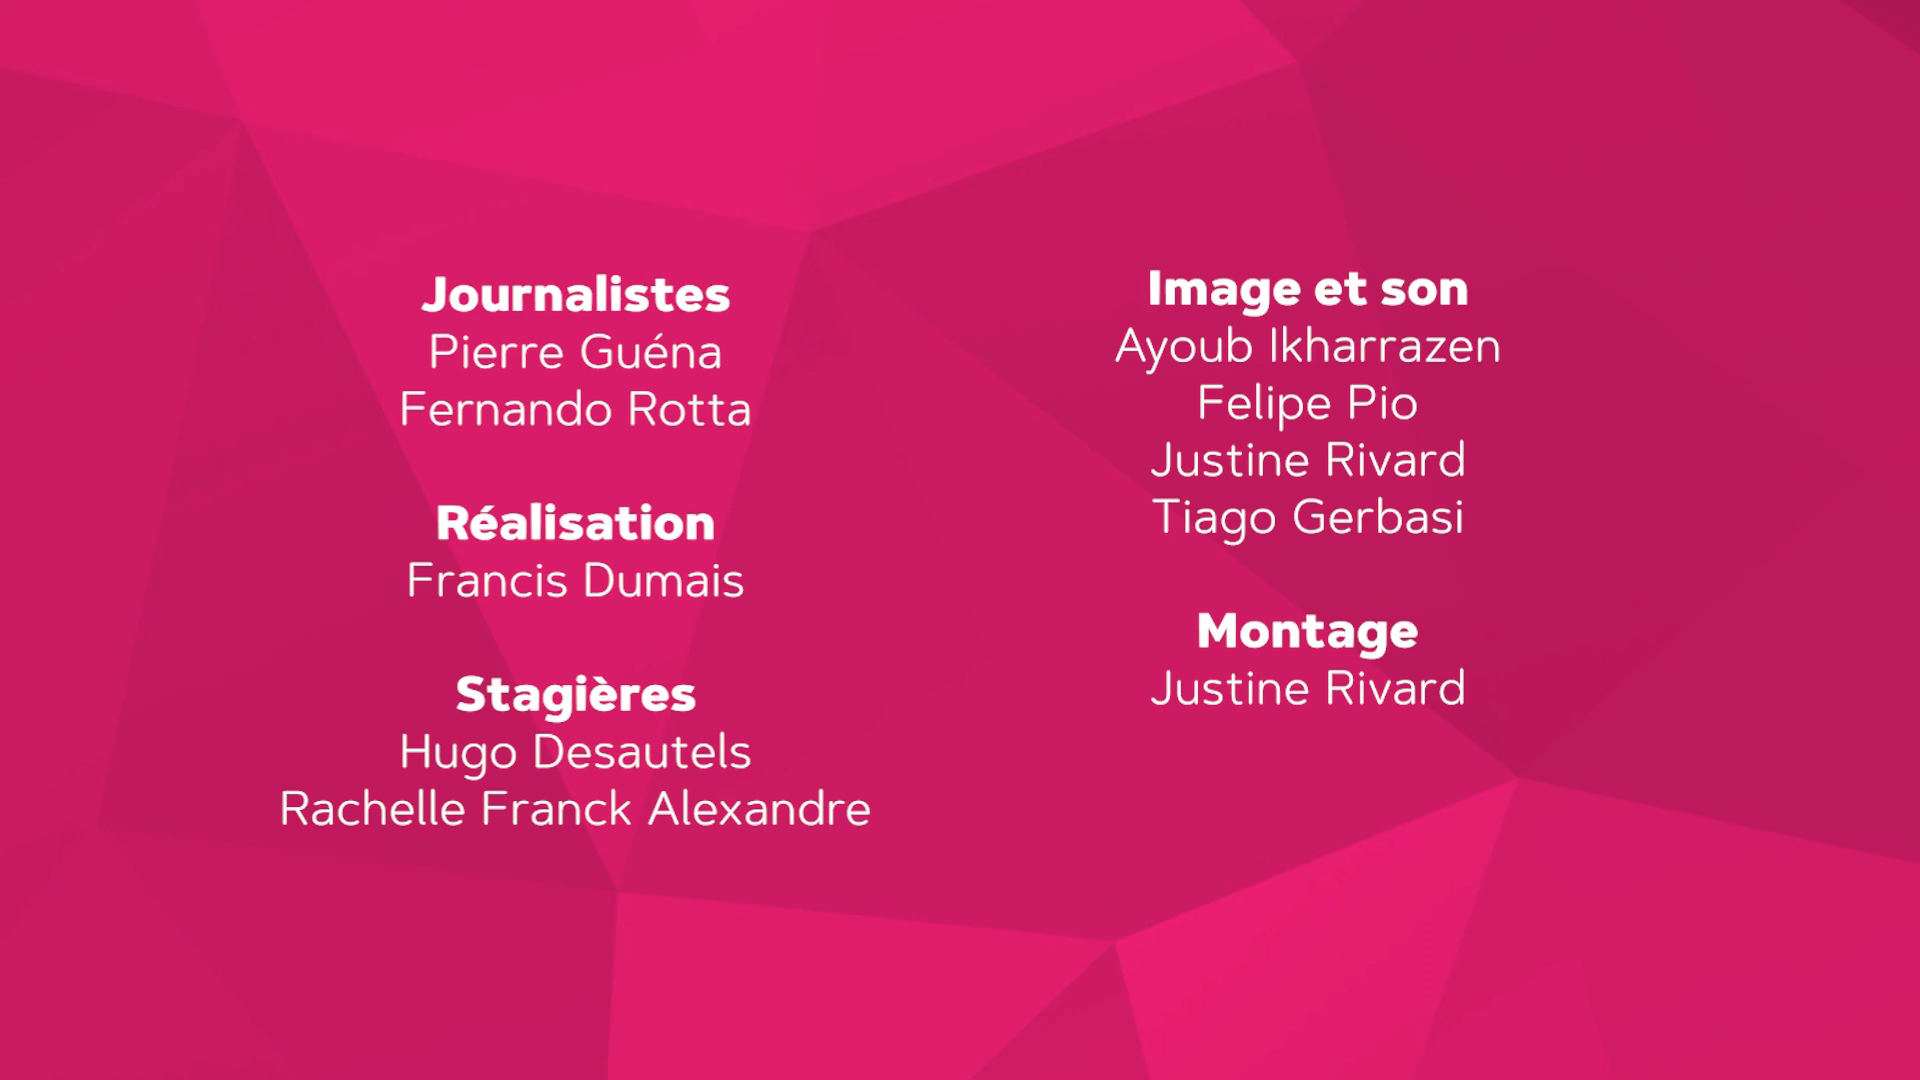 Journalistes
Pierre Guéna
Fernando Rotta
Réalisation
Francis Dumais
Stagières
Hugo Desautels
Rachelle Franck Alexandre
Image et son
Ayoub Ikharrazen
Felipe Pio
Justine Rivard
Tiago Gerbasi
Montage
Justine Rivard